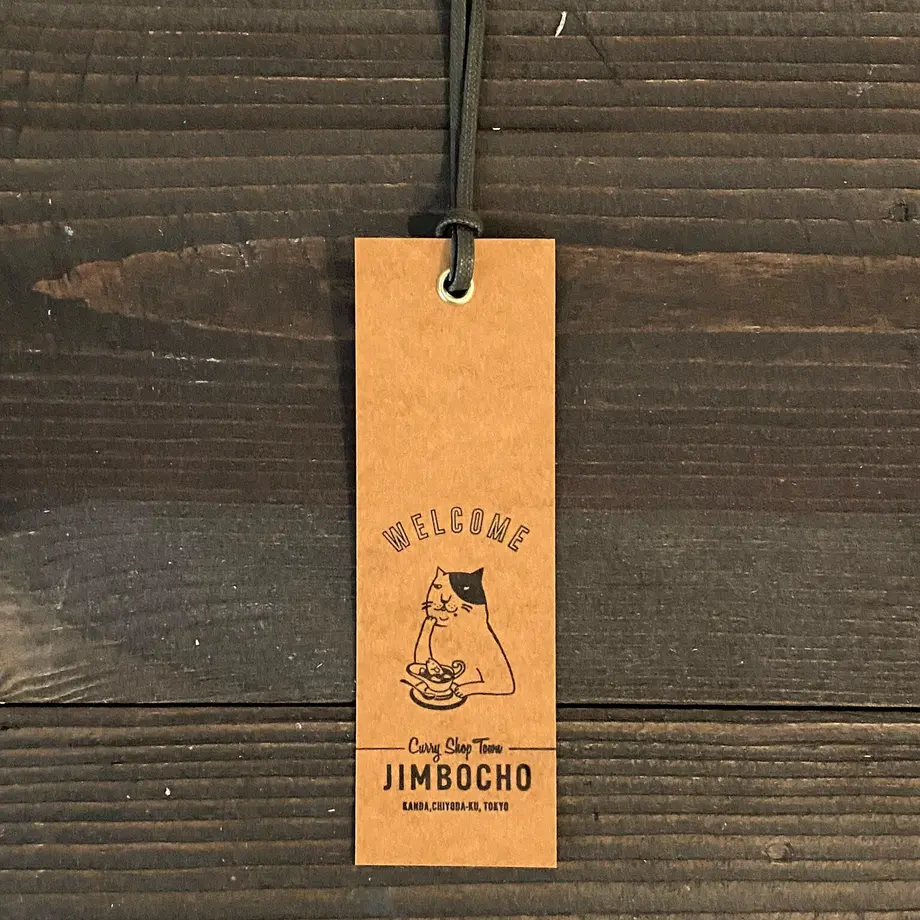 WELCOME
Curry Shop Town
JIMBOCHO
KANDA,CHIYODA-KU, TOKYO